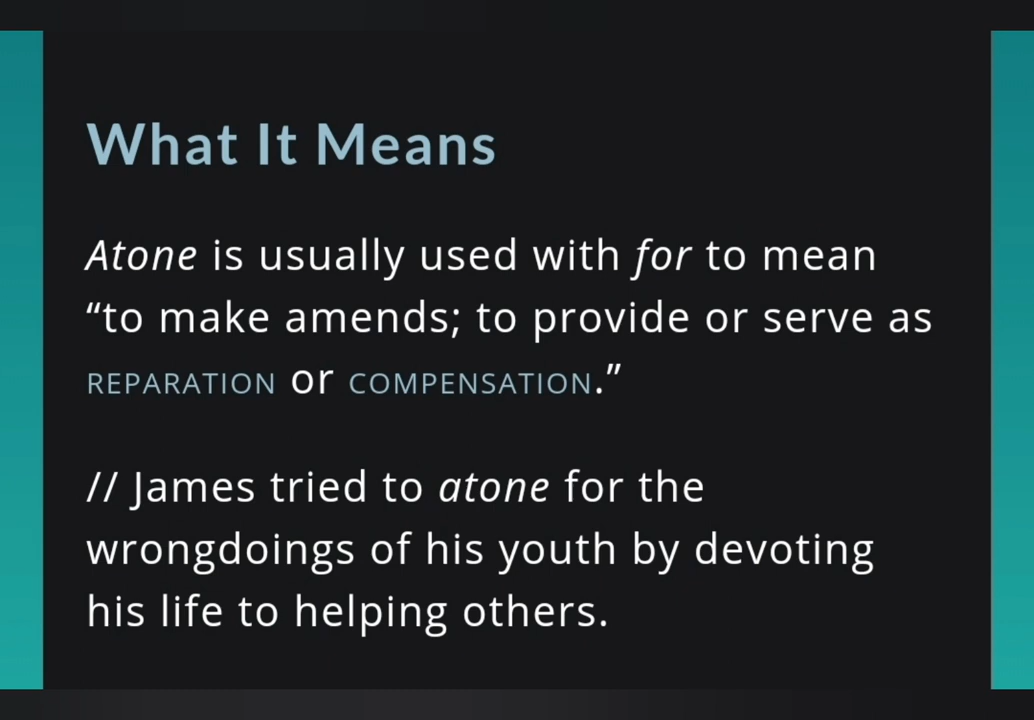 What It Means
Atone is usually used with for to mean
“to make amends; to provide or serve as
REPARATION or COMPENSATION.”
// James tried to atone for the
wrongdoings of his youth by devoting
his life to helping others.